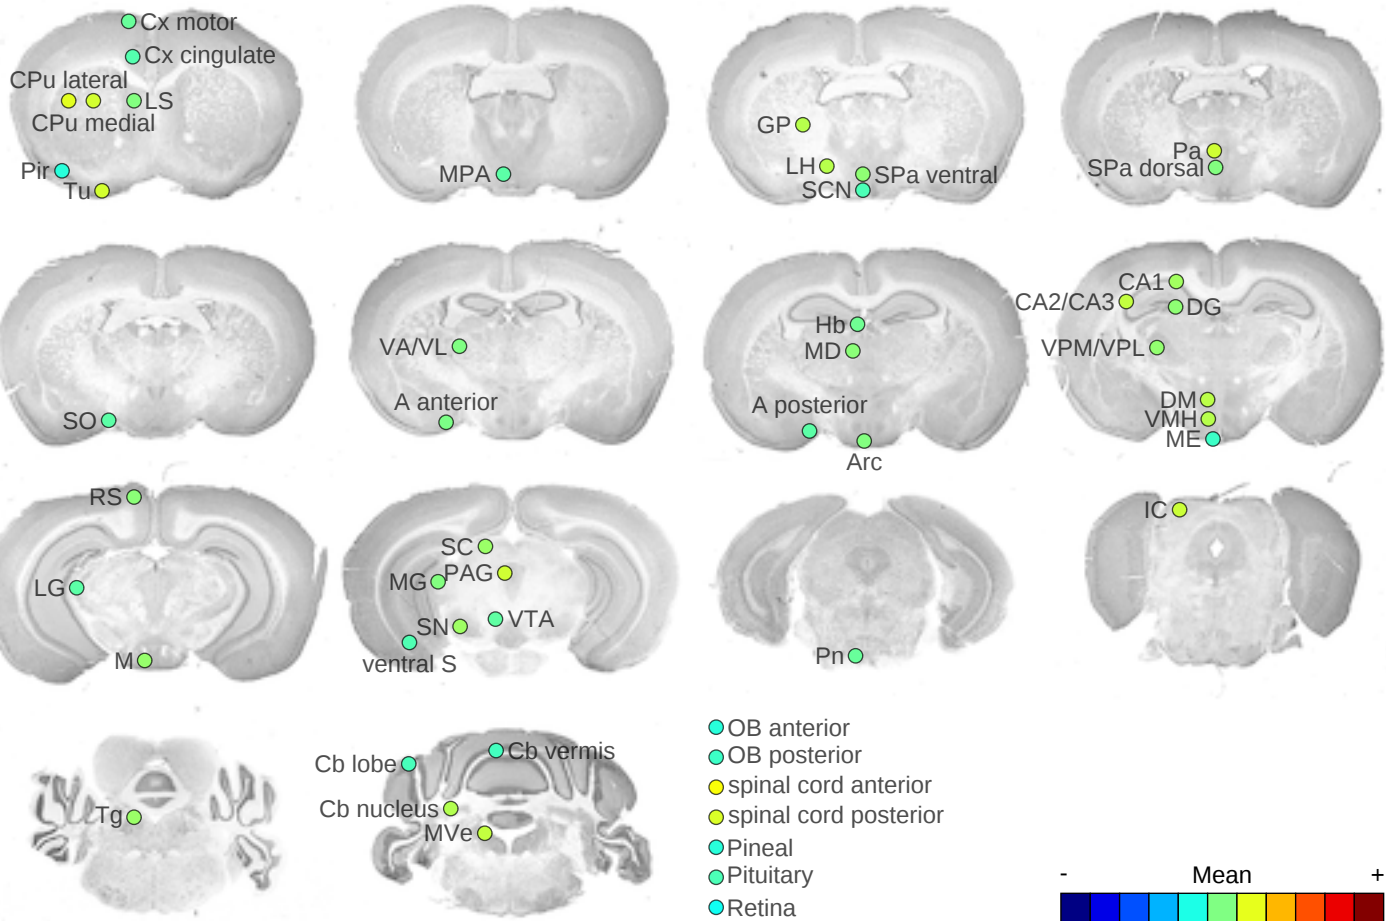 Cx motor
Cx cingulate
CPu lateral
LS
CPu medial
Pir
Tu
MPA
GP
LH
SPa ventral
SCN
Pa
SPa dorsal
SO
VA/VL
A anterior
Hb
MD
A posterior
Arc
CA1
CA2/CA3
DG
VPM/VPL
DM
VMH
ME
RS
LG
M
SC
MG
PAG
SN
VTA
ventral S
Pn
IC
Tg
Cb lobe
Cb vermis
Cb nucleus
MVe
OB anterior
OB posterior
spinal cord anterior
spinal cord posterior
Pineal
Pituitary
Retina
- Mean +